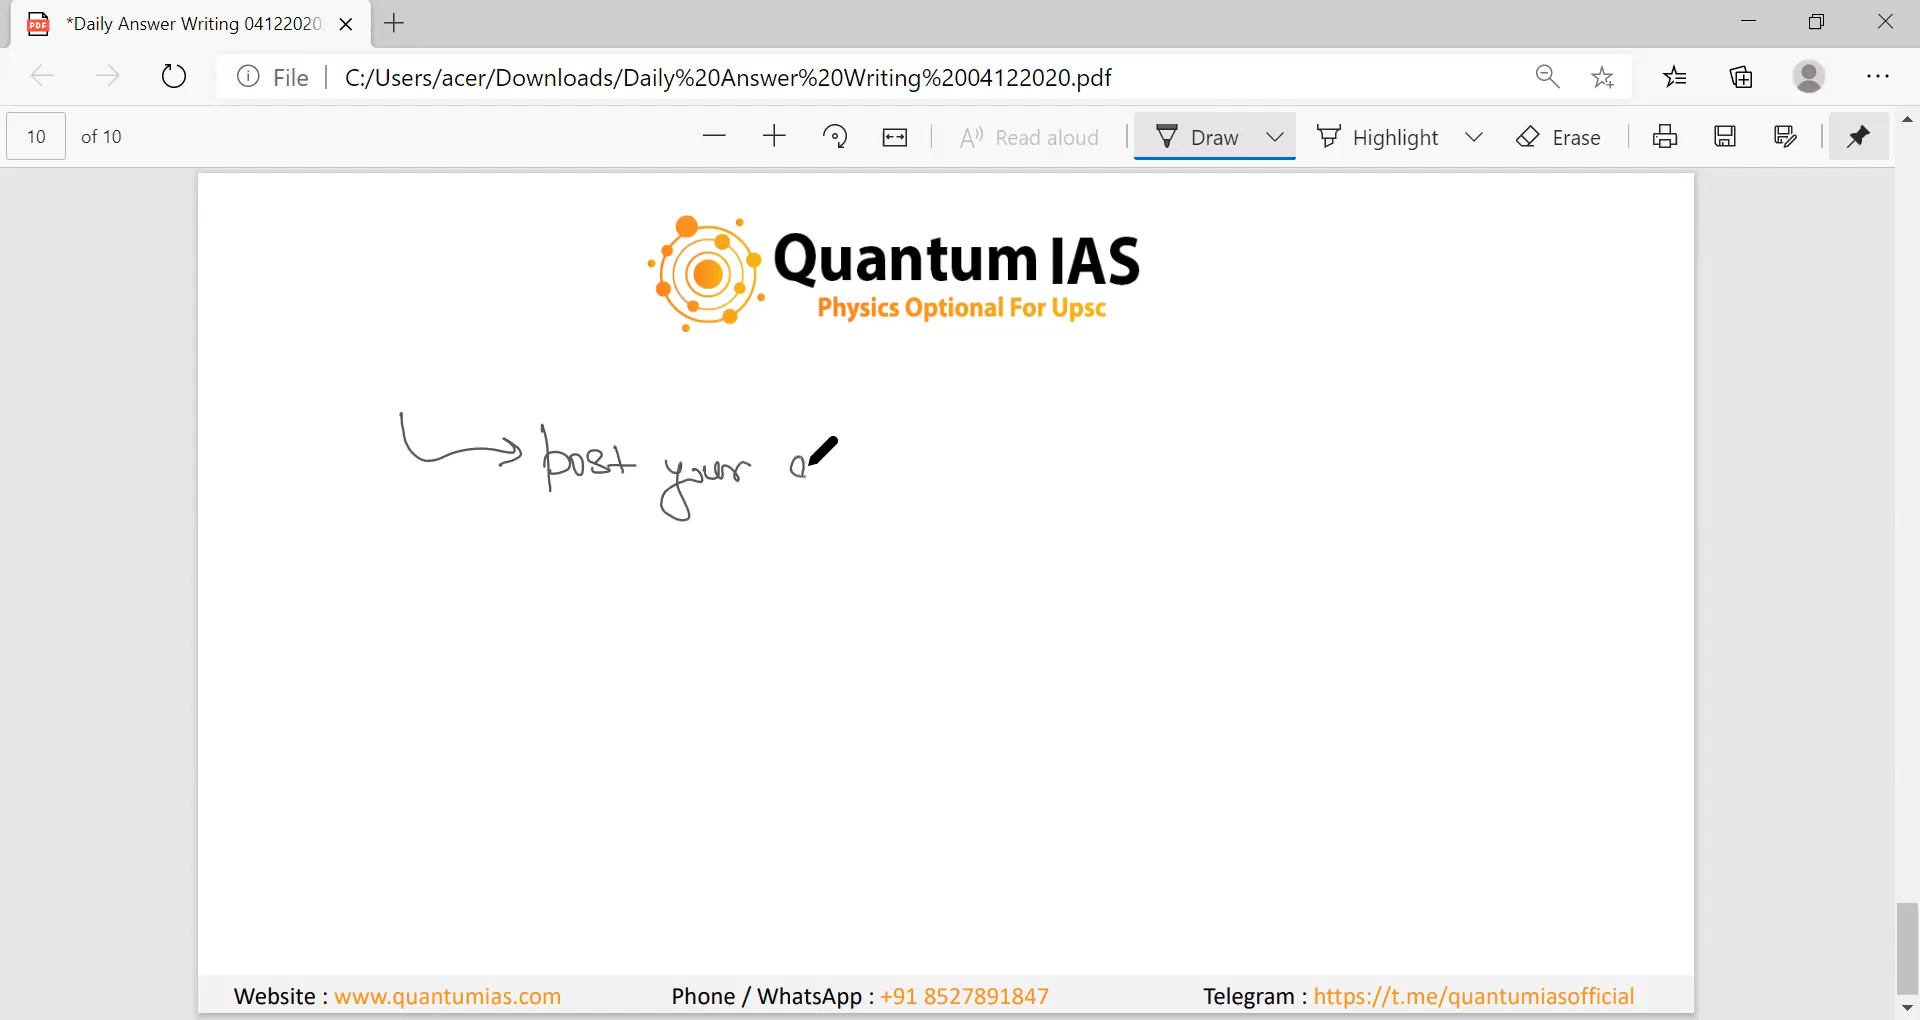 *Daily Answer Writing 04122020.
File
C:/Users/acer/Downloads/Daily%20Answer%20Writing%2004122020.pdf
10 of 10
Read aloud
Draw
Highlight
Erase
Quantum IAS
Physics Optional For Upsc
post your a
Website : www.quantumias.com
Phone / WhatsApp : +91 8527891847
Telegram : https://t.me/quantumiasofficial